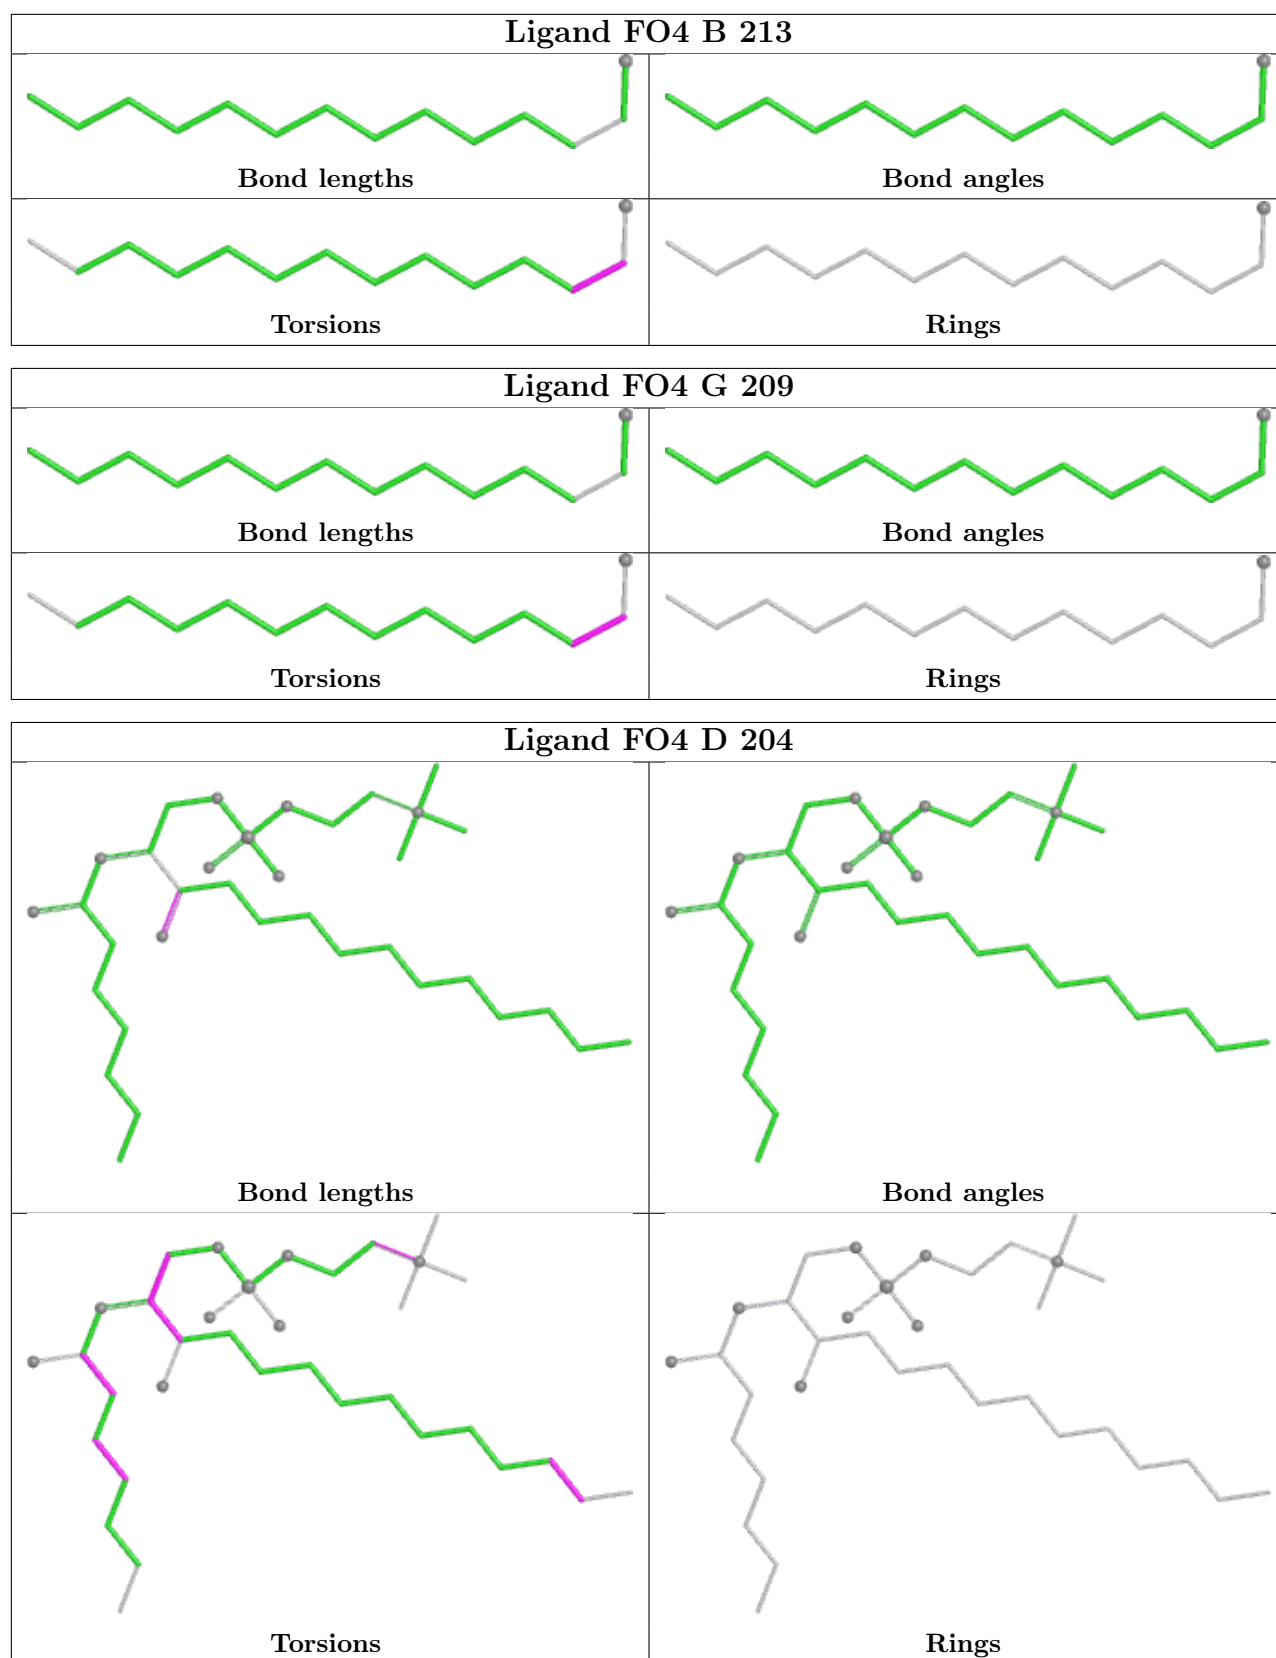 Ligand FO4 B 213
Bond lengths
Bond angles
Torsions
Rings
Ligand FO4 G 209
Bond lengths
Bond angles
Torsions
Rings
Ligand FO4 D 204
Bond lengths
Bond angles
Torsions
Rings